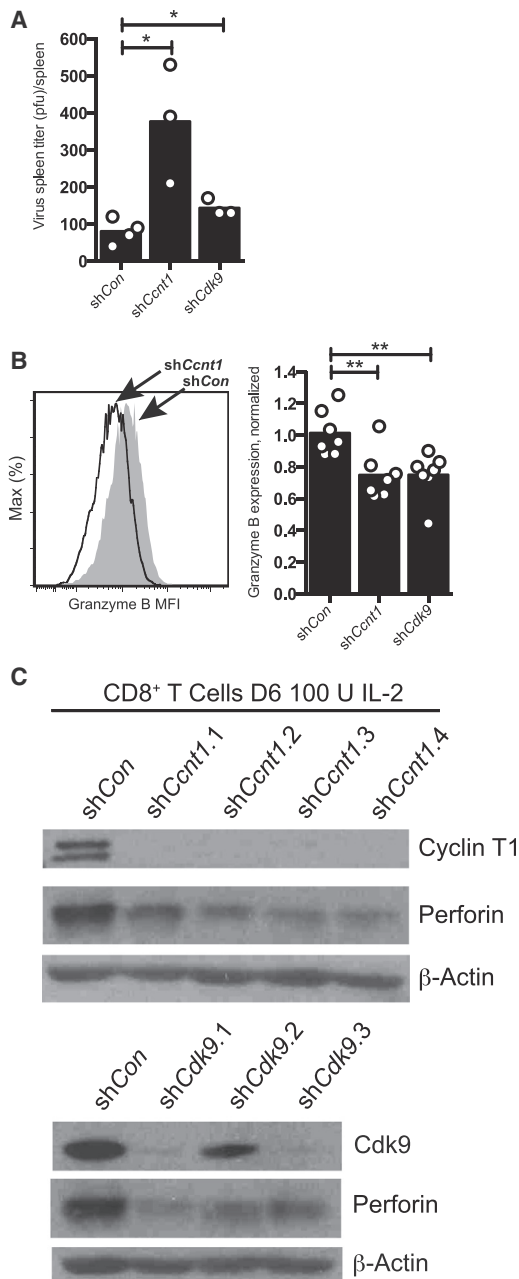 A
*
*
600
500
400
300
200
100
0
Virus spleen titer (pfu)/spleen
shCon
shCcnt1
shCdk9
B
shCcnt1
shCon
Max (%)
Granzyme B MFI
**
**
1.4
1.2
1.0
0.8
0.6
0.4
0.2
0.0
Granzyme B expression, normalized
shCon
shCcnt1
shCdk9
C
CD8⁺ T Cells D6 100 U IL-2
shCon
shCcnt1.1
shCcnt1.2
shCcnt1.3
shCcnt1.4
Cyclin T1
Perforin
β-Actin
shCon
shCdk9.1
shCdk9.2
shCdk9.3
Cdk9
Perforin
β-Actin